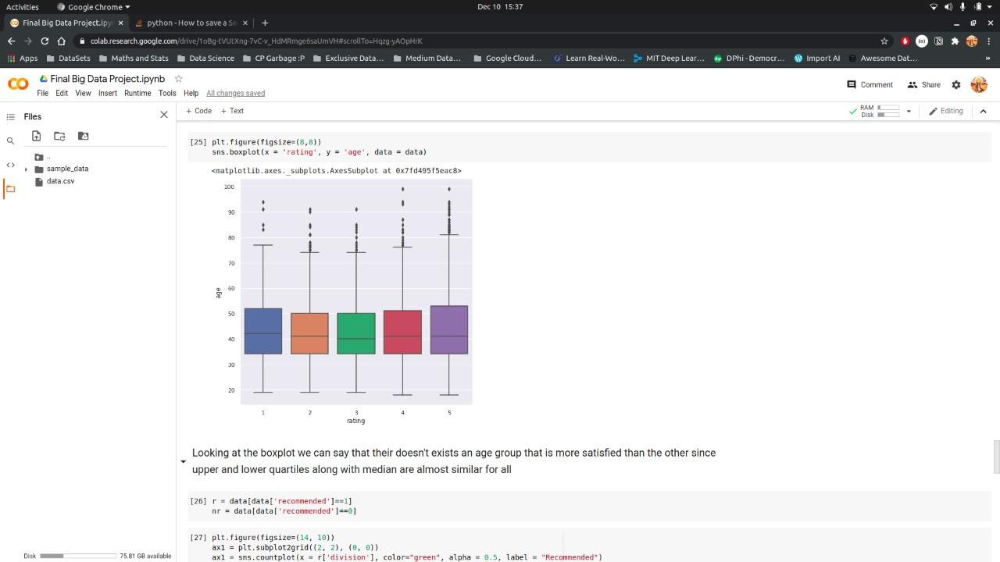 Activities
Google Chrome
Dec 10 15:37
Final Big Data Project.ipyn
python - How to save a Se
colab.research.google.com/drive/1oBg-tVUtXng-7vC-v_HdMRmge6saUmVH#scrollTo=Hqzg-yAOpHrK
Apps DataSets Maths and Stats Data Science CP Garbage :P Exclusive Data... Medium Data... Google Cloud... Learn Real-Wo... MIT Deep Lear... DPhi - Democr... Import AI Awesome Dat... »
Final Big Data Project.ipynb
Comment Share
File Edit View Insert Runtime Tools Help All changes saved
Files
+ Code + Text
RAM
Disk
Editing
..
sample_data
data.csv
[25] plt.figure(figsize=(8,8))
sns.boxplot(x = 'rating', y = 'age', data = data)
<matplotlib.axes._subplots.AxesSubplot at 0x7fd495f5eac8>
100
90
80
70
60
50
40
30
20
age
1 2 3 4 5
rating
Looking at the boxplot we can say that their doesn't exists an age group that is more satisfied than the other since
upper and lower quartiles along with median are almost similar for all
[26] r = data[data['recommended']==1]
nr = data[data['recommended']==0]
[27] plt.figure(figsize=(14, 10))
ax1 = plt.subplot2grid((2, 2), (0, 0))
ax1 = sns.countplot(x = r['division'], color="green", alpha = 0.5, label = "Recommended")
Disk 75.81 GB available